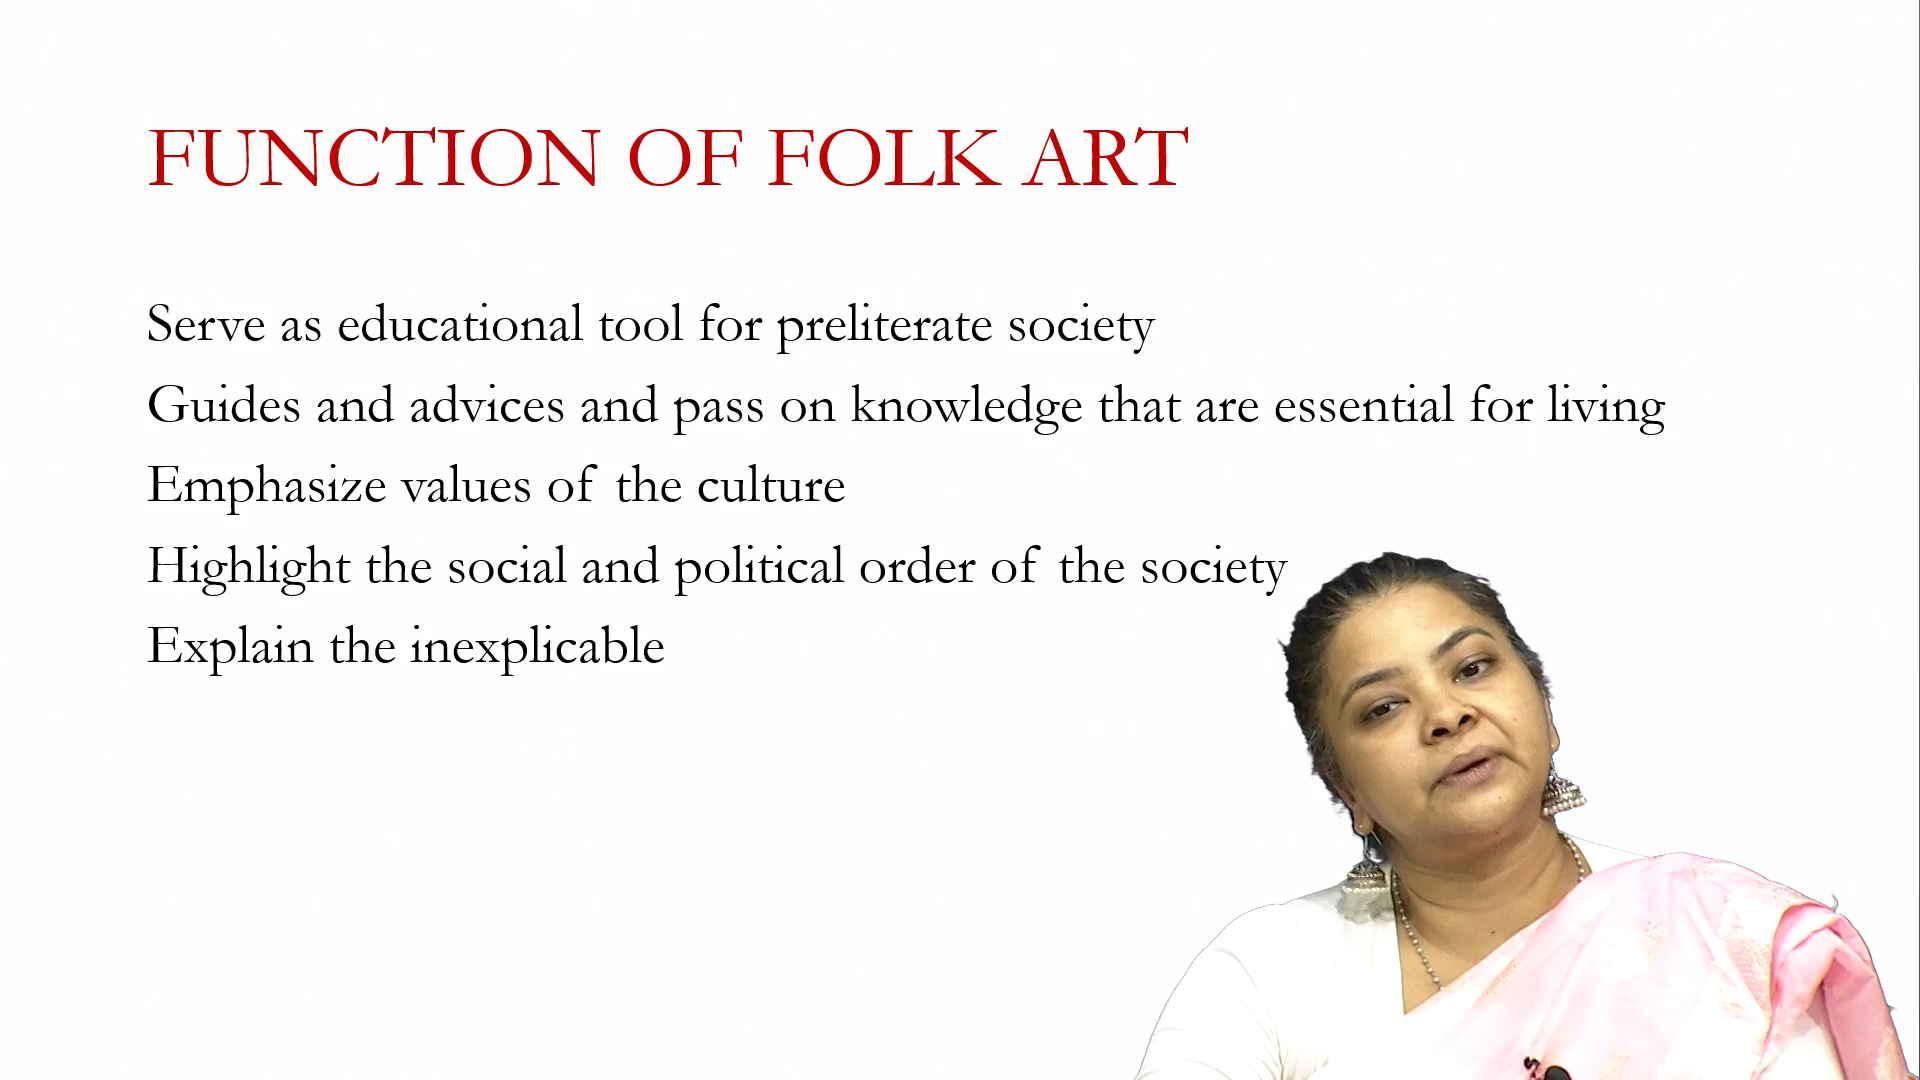 FUNCTION OF FOLK ART
Serve as educational tool for preliterate society
Guides and advices and pass on knowledge that are essential for living
Emphasize values of the culture
Highlight the social and political order of the society
Explain the inexplicable